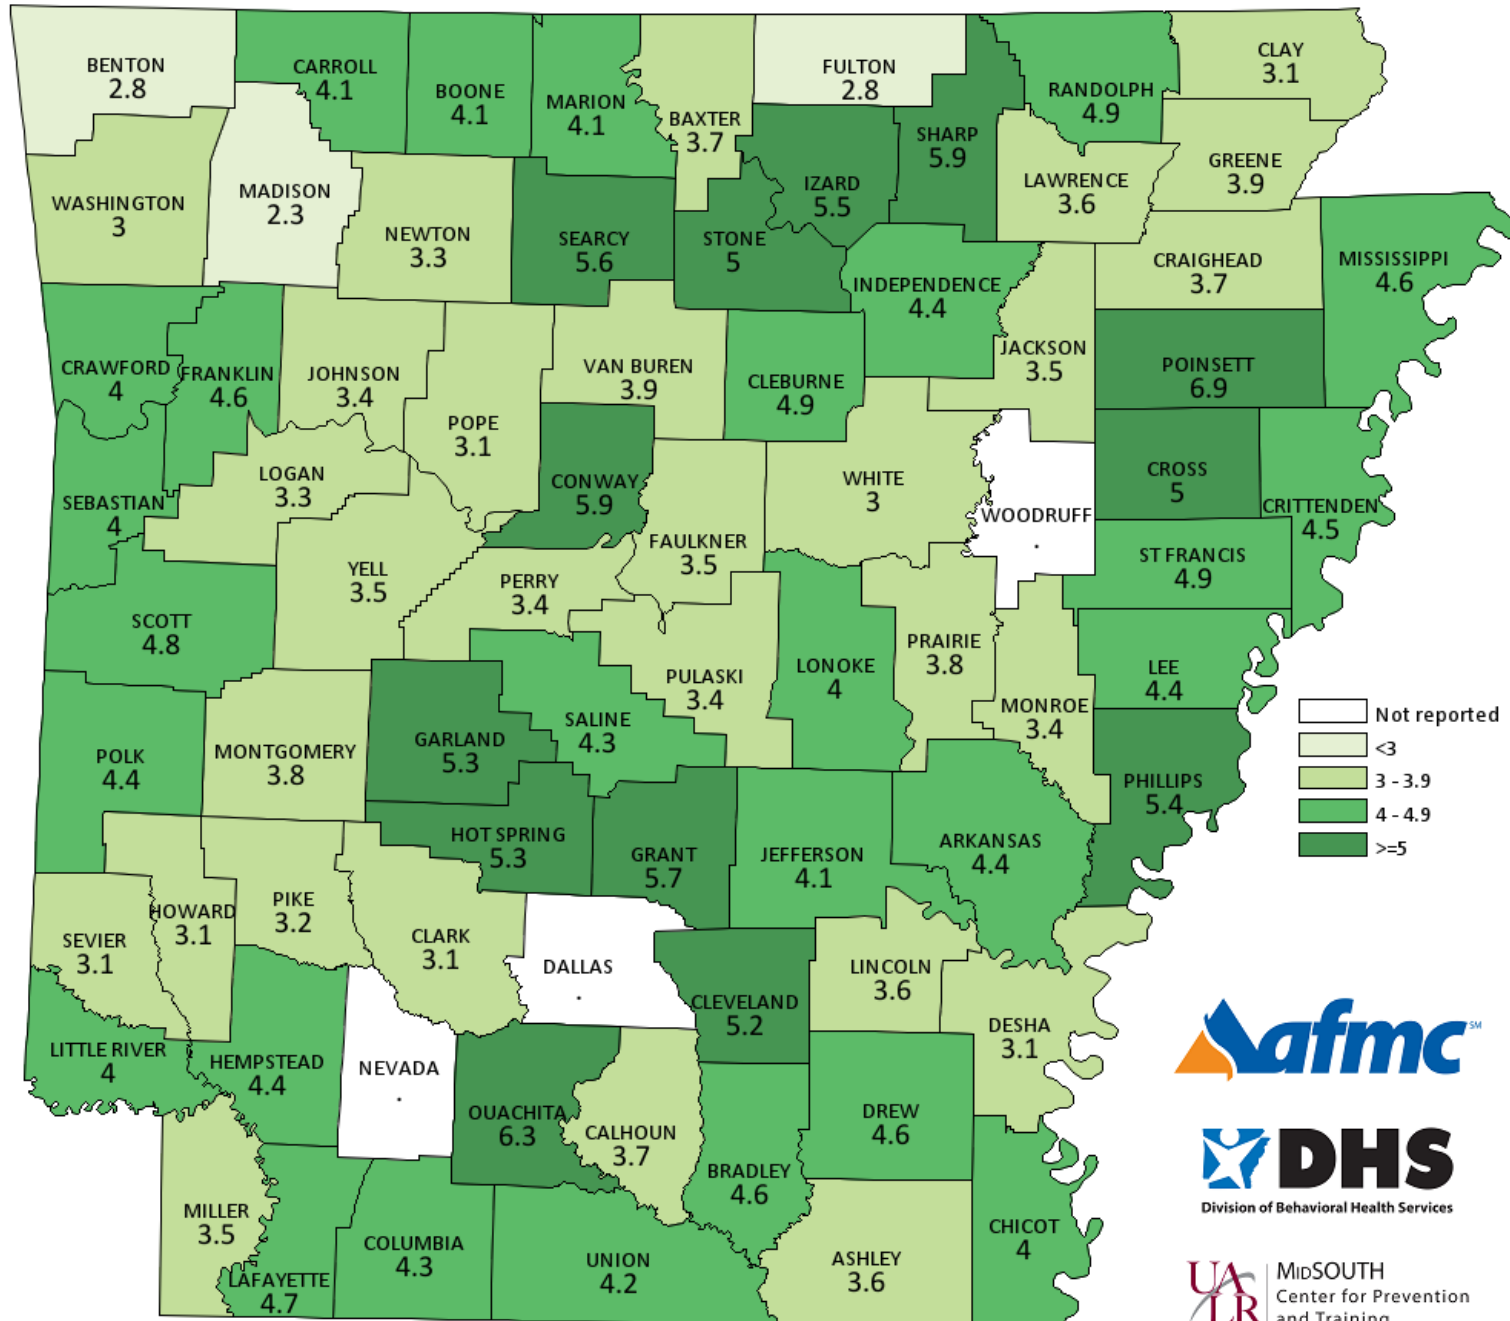 BENTON
2.8
CARROLL
4.1
BOONE
4.1
MARION
4.1
BAXTER
3.7
FULTON
2.8
SHARP
5.9
RANDOLPH
4.9
CLAY
3.1
WASHINGTON
3
MADISON
2.3
NEWTON
3.3
SEARCY
5.6
STONE
5
IZARD
5.5
LAWRENCE
3.6
GREENE
3.9
INDEPENDENCE
4.4
JACKSON
3.5
CRAIGHEAD
3.7
MISSISSIPPI
4.6
CRAWFORD
4
FRANKLIN
4.6
JOHNSON
3.4
POPE
3.1
VAN BUREN
3.9
CLEBURNE
4.9
POINSETT
6.9
SEBASTIAN
4
LOGAN
3.3
CONWAY
5.9
FAULKNER
3.5
WHITE
3
WOODRUFF
.
CROSS
5
CRITTENDEN
4.5
SCOTT
4.8
YELL
3.5
PERRY
3.4
ST FRANCIS
4.9
PULASKI
3.4
LONOKE
4
PRAIRIE
3.8
MONROE
3.4
LEE
4.4
POLK
4.4
MONTGOMERY
3.8
GARLAND
5.3
SALINE
4.3
PHILLIPS
5.4
HOT SPRING
5.3
GRANT
5.7
JEFFERSON
4.1
ARKANSAS
4.4
SEVIER
3.1
HOWARD
3.1
PIKE
3.2
CLARK
3.1
DALLAS
.
CLEVELAND
5.2
LINCOLN
3.6
DESHA
3.1
LITTLE RIVER
4
HEMPSTEAD
4.4
NEVADA
.
OUACHITA
6.3
CALHOUN
3.7
BRADLEY
4.6
DREW
4.6
MILLER
3.5
LAFAYETTE
4.7
COLUMBIA
4.3
UNION
4.2
ASHLEY
3.6
CHICOT
4
Not reported
<3
3 - 3.9
4 - 4.9
>=5
afmc SM
DHS
Division of Behavioral Health Services
UALR
MIDSOUTH
Center for Prevention
and Training